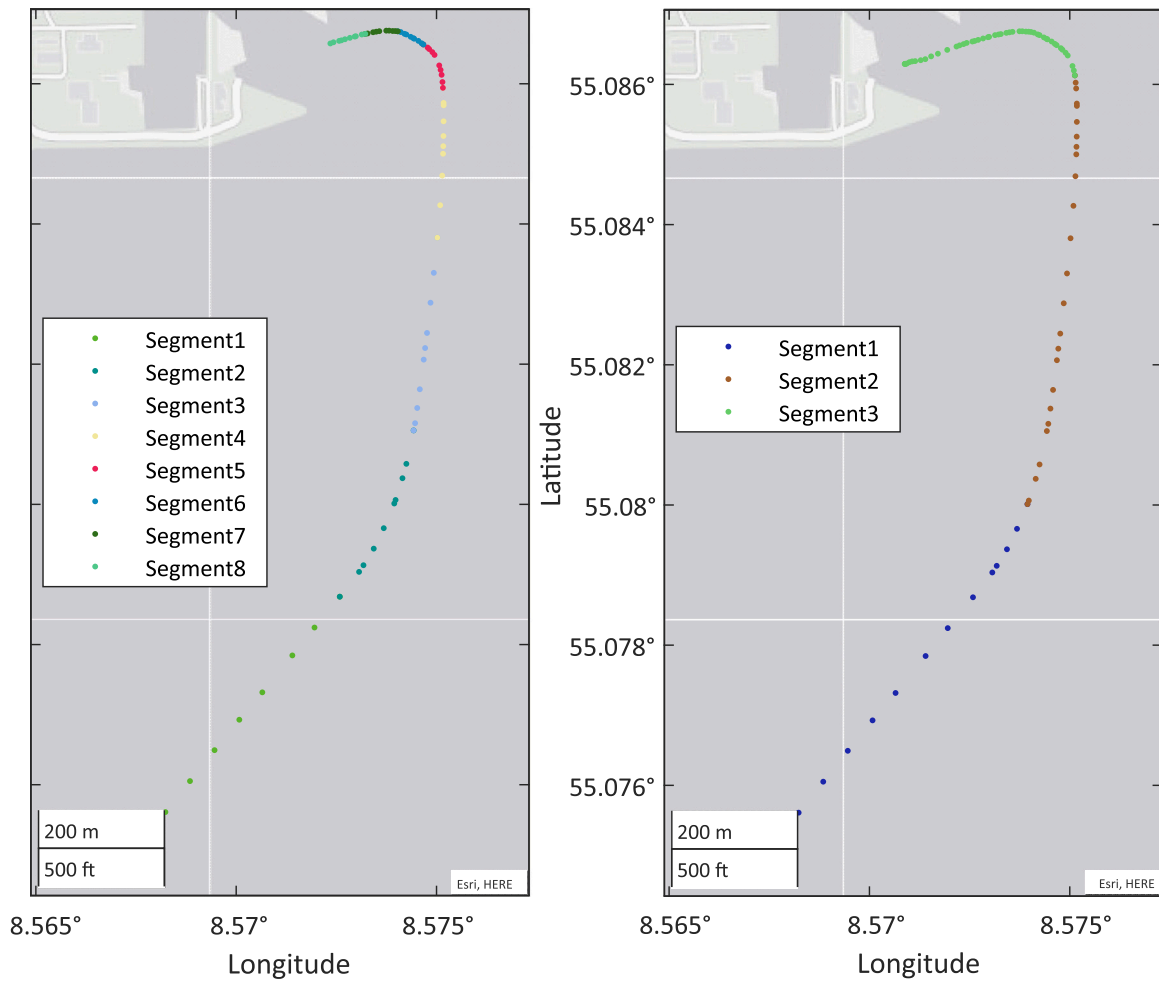 Segment1
Segment2
Segment3
Segment4
Segment5
Segment6
Segment7
Segment8
200 m
500 ft
Esri, HERE
8.565°
8.57°
8.575°
Longitude
Latitude
55.086°
55.084°
55.082°
55.08°
55.078°
55.076°
Segment1
Segment2
Segment3
200 m
500 ft
Esri, HERE
8.565°
8.57°
8.575°
Longitude